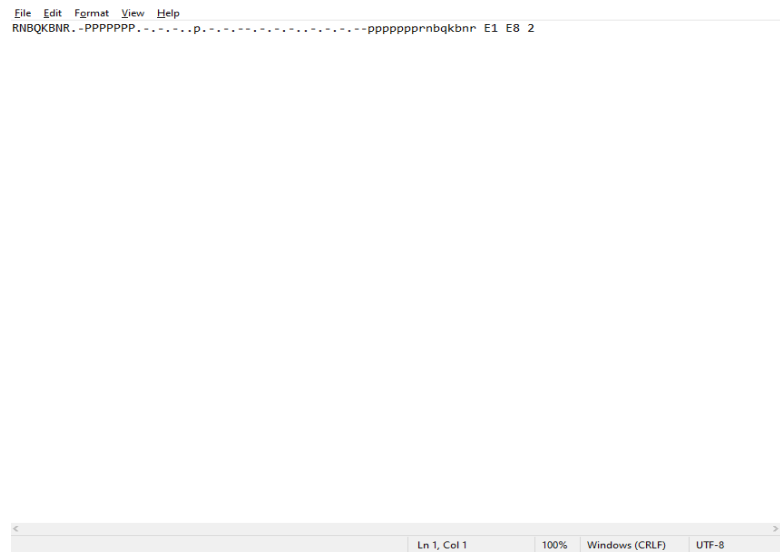 File Edit Format View Help
RNBQKBNR.-PPPPPPP.-.-.-..p.-.-.--.-.-.-..-.-.-.--ppppppprnbqkbnr E1 E8 2
Ln 1, Col 1 100% Windows (CRLF) UTF-8